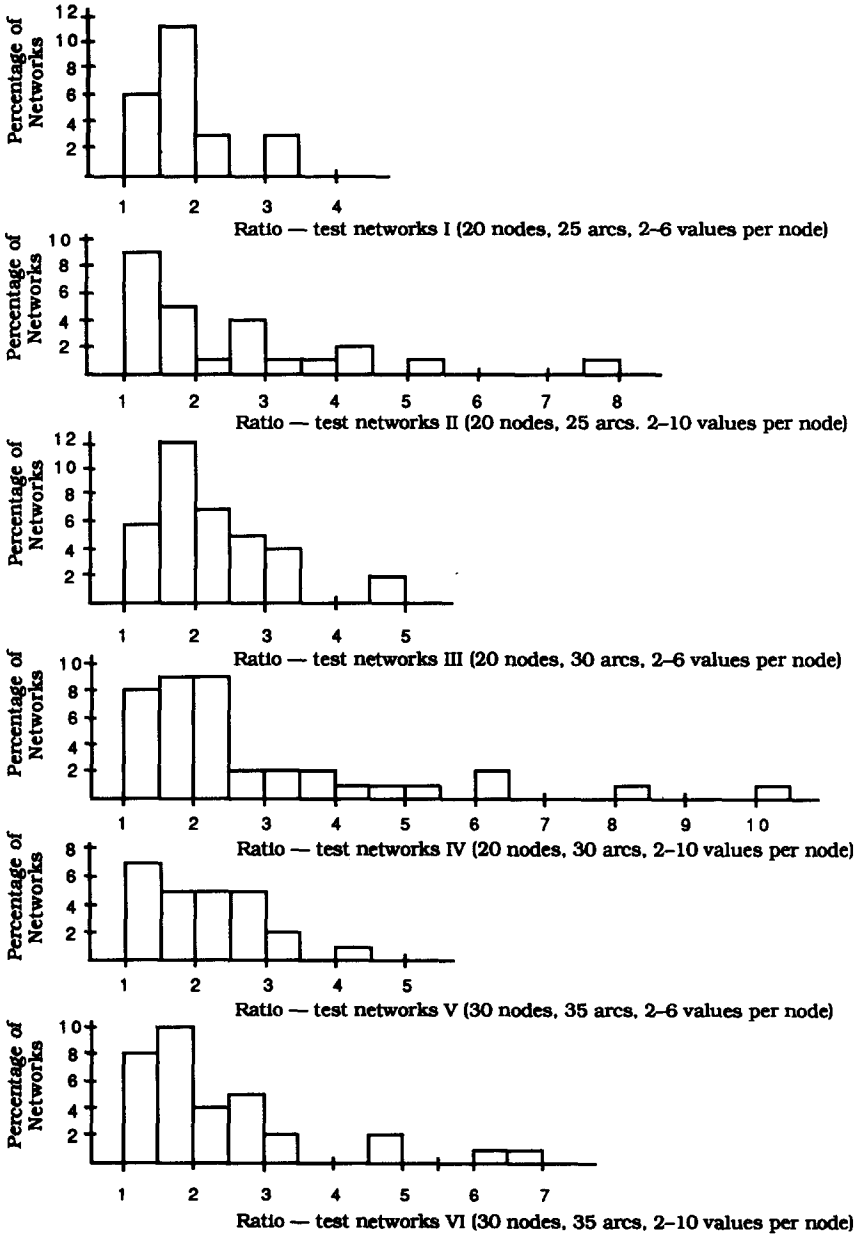 Percentage of
Networks
12
10
8
6
4
2
1 2 3 4
Ratio — test networks I (20 nodes, 25 arcs, 2–6 values per node)
Percentage of
Networks
10
8
6
4
2
1 2 3 4 5 6 7 8
Ratio — test networks II (20 nodes, 25 arcs. 2–10 values per node)
Percentage of
Networks
12
10
8
6
4
2
1 2 3 4 5
Ratio — test networks III (20 nodes, 30 arcs, 2–6 values per node)
Percentage of
Networks
10
8
6
4
2
1 2 3 4 5 6 7 8 9 10
Ratio — test networks IV (20 nodes, 30 arcs, 2–10 values per node)
Percentage of
Networks
8
6
4
2
1 2 3 4 5
Ratio — test networks V (30 nodes, 35 arcs, 2–6 values per node)
Percentage of
Networks
10
8
6
4
2
1 2 3 4 5 6 7
Ratio — test networks VI (30 nodes, 35 arcs, 2–10 values per node)